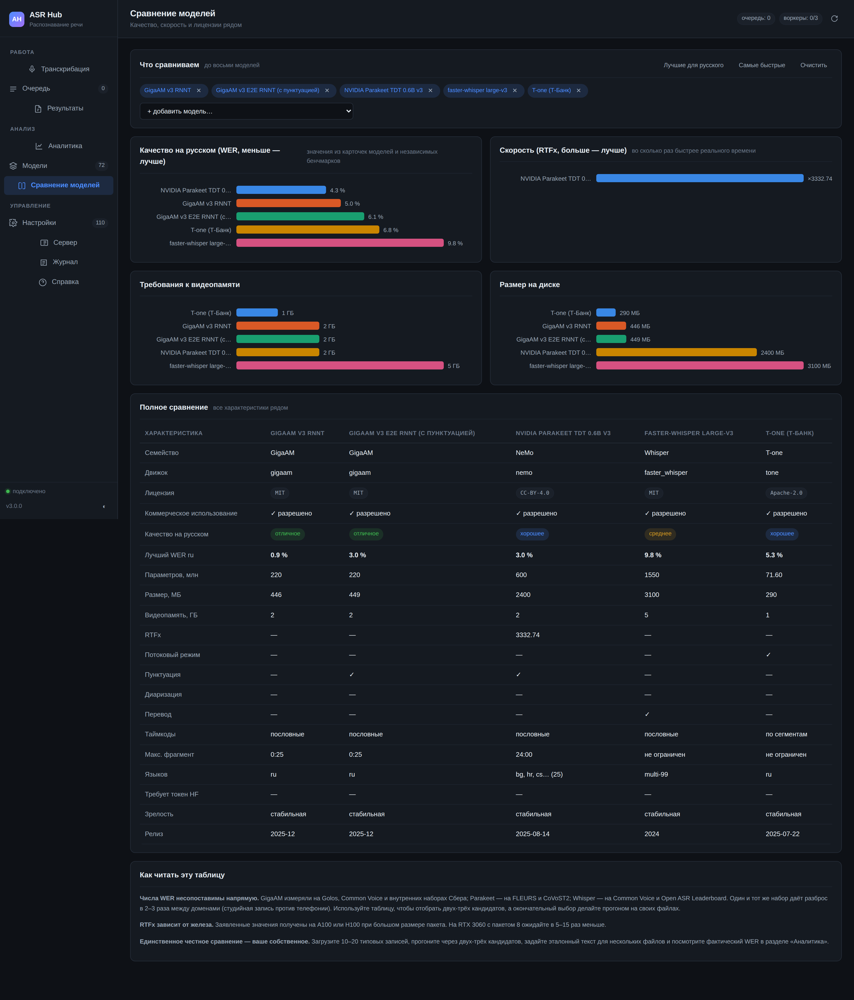 AH
ASR Hub
Распознавание речи
РАБОТА
Транскрибация
Очередь 0
Результаты
АНАЛИЗ
Аналитика
Модели 72
Сравнение моделей
УПРАВЛЕНИЕ
Настройки 110
Сервер
Журнал
Справка
подключено
v3.0.0
Сравнение моделей
Качество, скорость и лицензии рядом
очередь: 0 воркеры: 0/3
Что сравниваем до восьми моделей
Лучшие для русского Самые быстрые Очистить
GigaAM v3 RNNT ✕ GigaAM v3 E2E RNNT (с пунктуацией) ✕ NVIDIA Parakeet TDT 0.6B v3 ✕ faster-whisper large-v3 ✕ T-one (Т-Банк) ✕
+ добавить модель…
Качество на русском (WER, меньше —
лучше)
значения из карточек моделей и независимых
бенчмарков
NVIDIA Parakeet TDT 0… 4.3 %
GigaAM v3 RNNT 5.0 %
GigaAM v3 E2E RNNT (с… 6.1 %
T-one (Т-Банк) 6.8 %
faster-whisper large-… 9.8 %
Скорость (RTFx, больше — лучше) во сколько раз быстрее реального времени
NVIDIA Parakeet TDT 0… ×3332.74
Требования к видеопамяти
T-one (Т-Банк) 1 ГБ
GigaAM v3 RNNT 2 ГБ
GigaAM v3 E2E RNNT (с… 2 ГБ
NVIDIA Parakeet TDT 0… 2 ГБ
faster-whisper large-… 5 ГБ
Размер на диске
T-one (Т-Банк) 290 МБ
GigaAM v3 RNNT 446 МБ
GigaAM v3 E2E RNNT (с… 449 МБ
NVIDIA Parakeet TDT 0… 2400 МБ
faster-whisper large-… 3100 МБ
Полное сравнение все характеристики рядом
ХАРАКТЕРИСТИКА GIGAAM V3 RNNT GIGAAM V3 E2E RNNT (С ПУНКТУАЦИЕЙ) NVIDIA PARAKEET TDT 0.6B V3 FASTER-WHISPER LARGE-V3 T-ONE (Т-БАНК)
Семейство GigaAM GigaAM NeMo Whisper T-one
Движок gigaam gigaam nemo faster_whisper tone
Лицензия MIT MIT CC-BY-4.0 MIT Apache-2.0
Коммерческое использование ✓ разрешено ✓ разрешено ✓ разрешено ✓ разрешено ✓ разрешено
Качество на русском отличное отличное хорошее среднее хорошее
Лучший WER ru 0.9 % 3.0 % 3.0 % 9.8 % 5.3 %
Параметров, млн 220 220 600 1550 71.60
Размер, МБ 446 449 2400 3100 290
Видеопамять, ГБ 2 2 2 5 1
RTFx — — 3332.74 — —
Потоковый режим — — — — ✓
Пунктуация — ✓ ✓ — —
Диаризация — — — — —
Перевод — — — ✓ —
Таймкоды пословные пословные пословные пословные по сегментам
Макс. фрагмент 0:25 0:25 24:00 не ограничен не ограничен
Языков ru ru bg, hr, cs… (25) multi-99 ru
Требует токен HF — — — — —
Зрелость стабильная стабильная стабильная стабильная стабильная
Релиз 2025-12 2025-12 2025-08-14 2024 2025-07-22
Как читать эту таблицу
Числа WER несопоставимы напрямую. GigaAM измеряли на Golos, Common Voice и внутренних наборах Сбера; Parakeet — на FLEURS и CoVoST2; Whisper — на Common Voice и Open ASR Leaderboard. Один и тот же набор даёт разброс
в 2–3 раза между доменами (студийная запись против телефонии). Используйте таблицу, чтобы отобрать двух-трёх кандидатов, а окончательный выбор делайте прогоном на своих файлах.
RTFx зависит от железа. Заявленные значения получены на A100 или H100 при большом размере пакета. На RTX 3060 с пакетом 8 ожидайте в 5–15 раз меньше.
Единственное честное сравнение — ваше собственное. Загрузите 10–20 типовых записей, прогоните через двух-трёх кандидатов, задайте эталонный текст для нескольких файлов и посмотрите фактический WER в разделе «Аналитика».